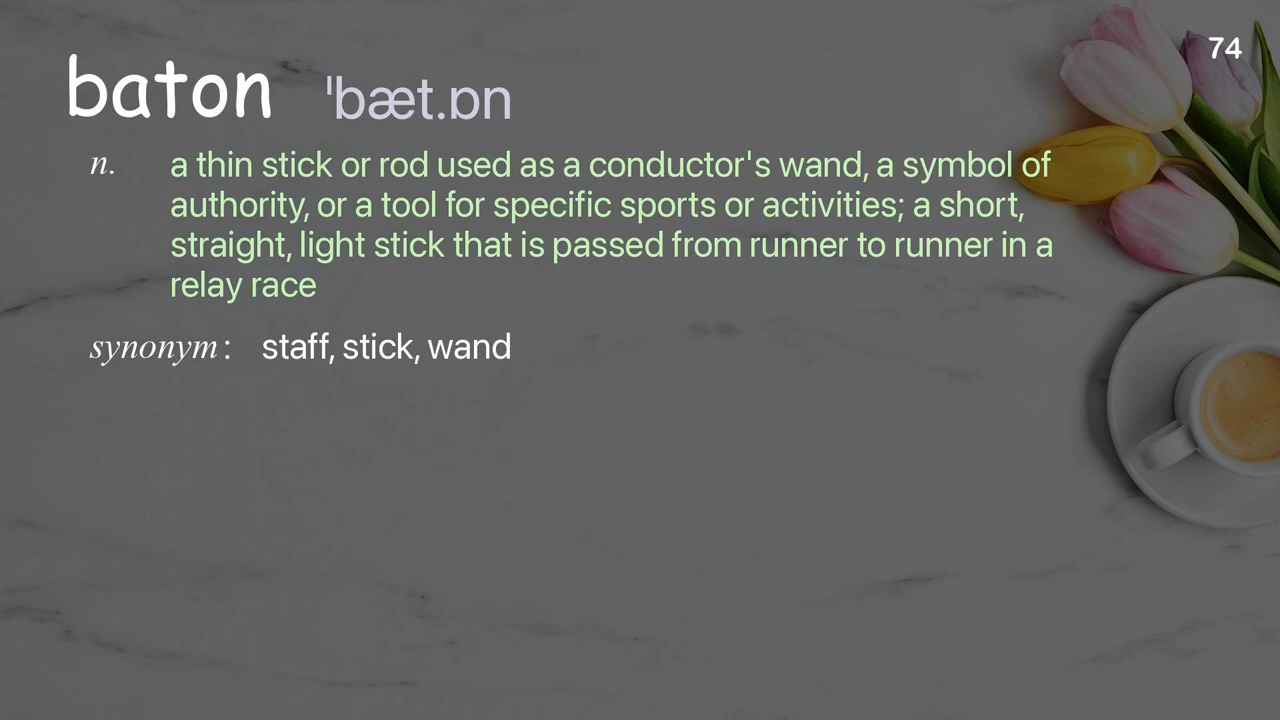 74
baton ˈbæt.ɒn
n. a thin stick or rod used as a conductor's wand, a symbol of
authority, or a tool for specific sports or activities; a short,
straight, light stick that is passed from runner to runner in a
relay race
synonym: staff, stick, wand